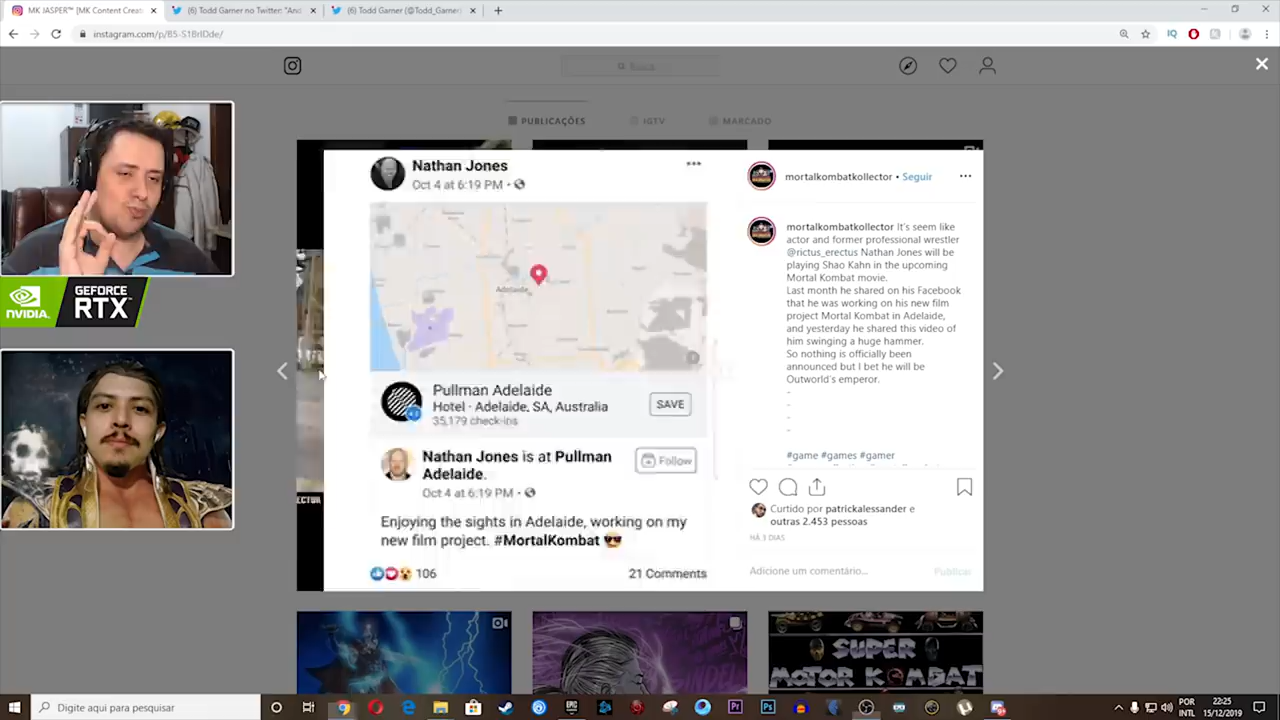 MK JASPER™ [MK Content Creat
(6) Todd Garner no Twitter: "And
(6) Todd Garner (@Todd_Garner)
instagram.com/p/B5-S1BrlDde/
Busca
PUBLICAÇÕES
IGTV
MARCADO
NVIDIA.
GEFORCE
RTX
Nathan Jones
Oct 4 at 6:19 PM
Adelaide
Pullman Adelaide
Hotel · Adelaide, SA, Australia
35,179 check-ins
SAVE
Nathan Jones is at Pullman
Adelaide.
Oct 4 at 6:19 PM
Follow
Enjoying the sights in Adelaide, working on my
new film project. #MortalKombat 😎
106
21 Comments
mortalkombatkollector • Seguir
mortalkombatkollector It's seem like
actor and former professional wrestler
@rictus_erectus Nathan Jones will be
playing Shao Kahn in the upcoming
Mortal Kombat movie.
Last month he shared on his Facebook
that he was working on his new film
project Mortal Kombat in Adelaide,
and yesterday he shared this video of
him swinging a huge hammer.
So nothing is officially been
announced but I bet he will be
Outworld's emperor.
-
-
-
-
#game #games #gamer
Curtido por patrickalessander e
outras 2.453 pessoas
HÁ 3 DIAS
Adicione um comentário...
Publicar
SUPER
MOTOR KOMBAT
Digite aqui para pesquisar
POR
INTL
22:25
15/12/2019